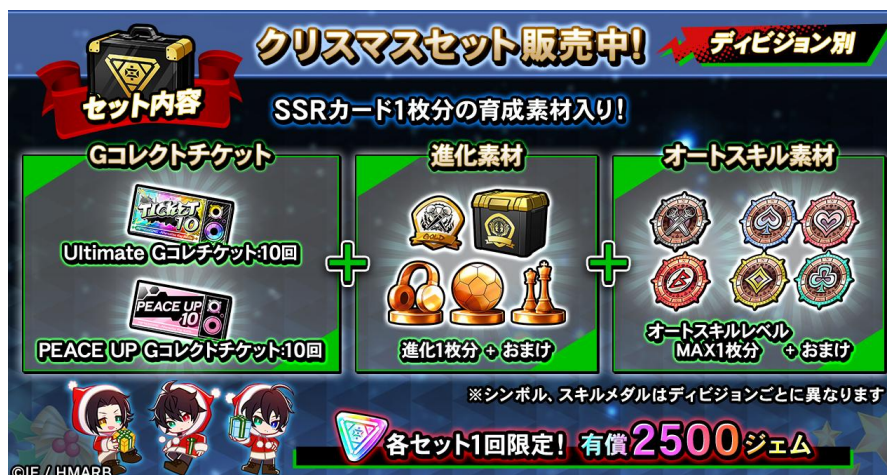 クリスマスセット販売中!
ディビジョン別
セット内容
SSRカード1枚分の育成素材入り!
Gコレクトチケット
進化素材
オートスキル素材
TICKET
10
GOLD
Ultimate Gコレチケット:10回
PEACE UP
10
PEACE UP Gコレクトチケット:10回
進化1枚分 + おまけ
オートスキルレベル
MAX1枚分 + おまけ
※シンボル、スキルメダルはディビジョンごとに異なります
各セット1回限定! 有償2500ジェム
©IF / HMARB